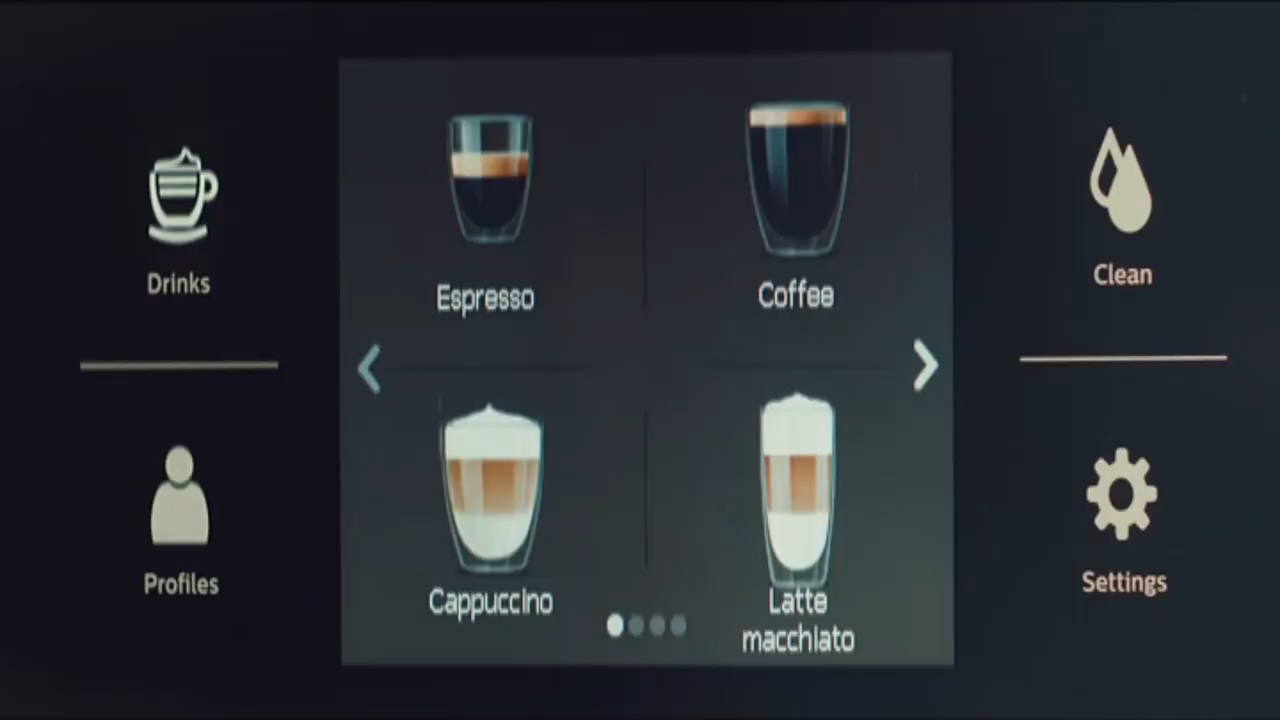 Drinks
Profiles
Espresso
Coffee
Cappuccino
Latte
macchiato
Clean
Settings